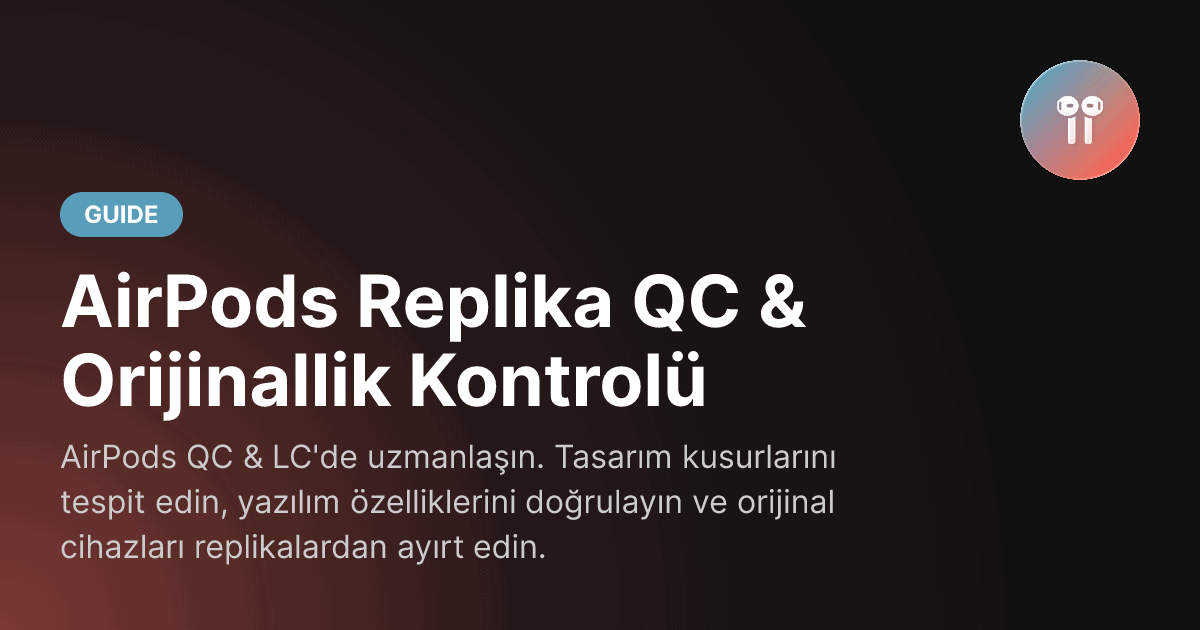 GUIDE
AirPods Replika QC &
Orijinallik Kontrolü
AirPods QC & LC'de uzmanlaşın. Tasarım kusurlarını
tespit edin, yazılım özelliklerini doğrulayın ve orijinal
cihazları replikalardan ayırt edin.